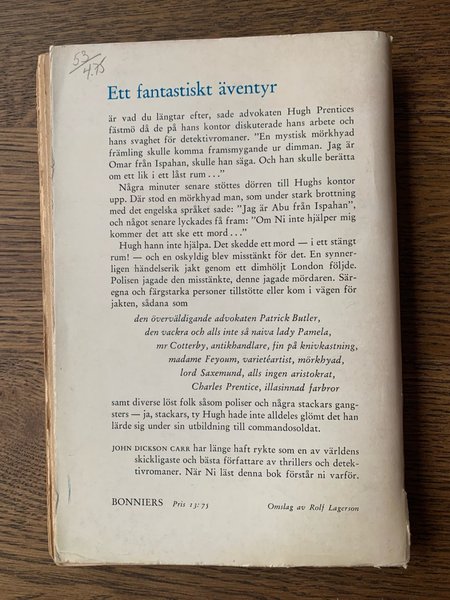 53/4.75
Ett fantastiskt äventyr
är vad du längtar efter, sade advokaten Hugh Prentices
fästmö då de på hans kontor diskuterade hans arbete och
hans svaghet för detektivromaner. "En mystisk mörkhyad
främling skulle komma framsmygande ur dimman. Jag är
Omar från Ispahan, skulle han säga. Och han skulle berätta
om ett lik i ett låst rum . . ."
Några minuter senare stöttes dörren till Hughs kontor
upp. Där stod en mörkhyad man, som under stark brottning
med det engelska språket sade: "Jag är Abu från Ispahan",
och något senare lyckades få fram: "Om Ni inte hjälper mig
kommer det att ske ett mord . . ."
Hugh hann inte hjälpa. Det skedde ett mord — i ett stängt
rum! — och en oskyldig blev misstänkt för det. En synner-
ligen händelserik jakt genom ett dimhöljt London följde.
Polisen jagade den misstänkte, denne jagade mördaren. Sär-
egna och färgstarka personer tillstötte eller kom i vägen för
jakten, sådana som
den överväldigande advokaten Patrick Butler,
den vackra och alls inte så naiva lady Pamela,
mr Cotterby, antikhandlare, fin på knivkastning,
madame Feyoum, varietéartist, mörkhyad,
lord Saxemund, alls ingen aristokrat,
Charles Prentice, illasinnad farbror
samt diverse löst folk såsom poliser och några stackars gang-
sters — ja, stackars, ty Hugh hade inte alldeles glömt det han
lärde sig under sin utbildning till commandosoldat.
JOHN DICKSON CARR har länge haft rykte som en av världens
skickligaste och bästa författare av thrillers och detek-
tivromaner. När Ni läst denna bok förstår ni varför.
BONNIERS Pris 13:75 Omslag av Rolf Lagerson